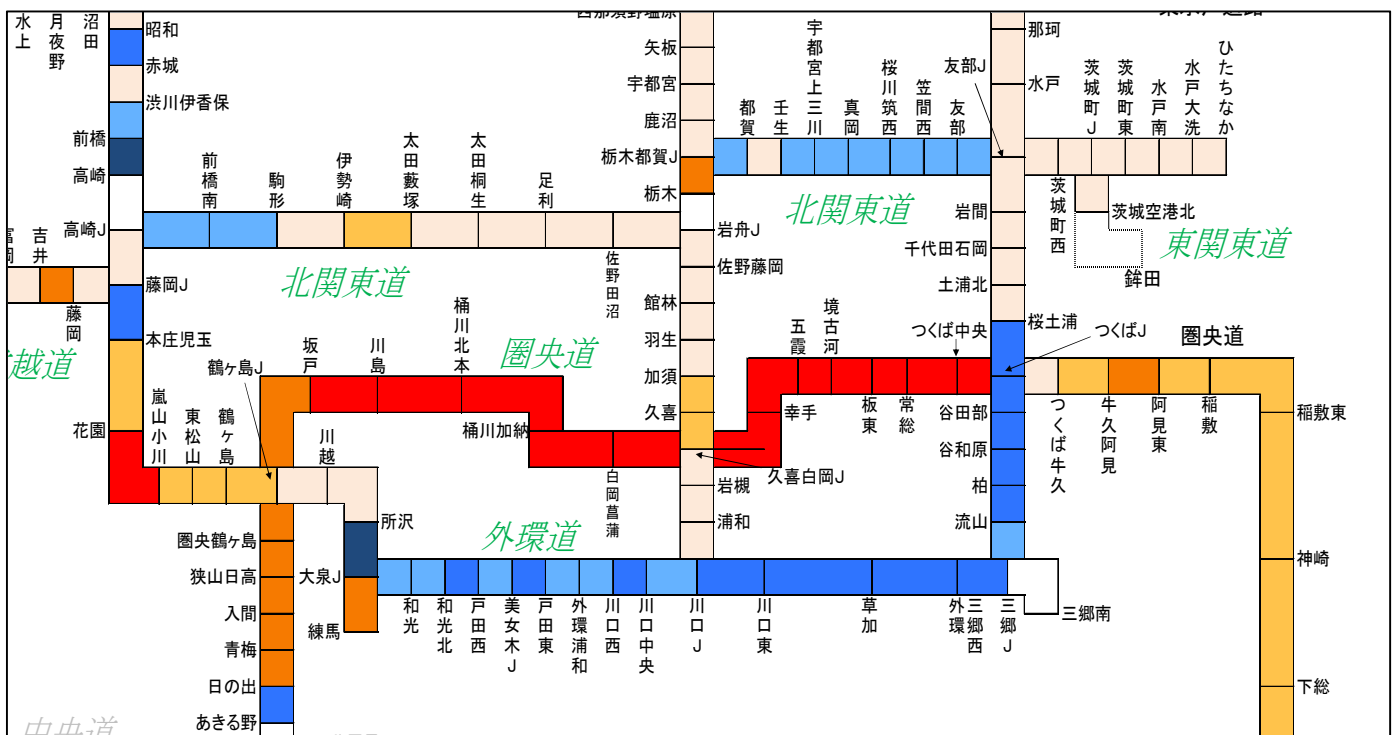 水上
月夜野
沼田
昭和
赤城
渋川伊香保
前橋
高崎
高崎J
藤岡J
本庄児玉
花園
吉井
藤岡
越道
前橋南
駒形
伊勢崎
太田藪塚
太田桐生
足利
佐野田沼
北関東道
矢板
宇都宮
鹿沼
栃木都賀J
栃木
岩舟J
佐野藤岡
館林
羽生
加須
久喜
久喜白岡J
岩槻
浦和
都賀
壬生
宇都宮上三川
真岡
桜川筑西
笠間西
友部
友部J
北関東道
那珂
水戸
岩間
千代田石岡
土浦北
桜土浦
つくばJ
谷田部
谷和原
柏
流山
茨城町J
茨城町東
水戸南
水戸大洗
ひたちなか
茨城町西
茨城空港北
鉾田
東関東道
嵐山小川
東松山
鶴ヶ島
鶴ヶ島J
坂戸
川島
桶川北本
圏央道
川越
桶川加納
白岡菖蒲
幸手
五霞
境古河
つくば中央
板東
常総
圏央道
つくば牛久
牛久阿見
阿見東
稲敷
稲敷東
神崎
下総
所沢
大泉J
練馬
圏央鶴ヶ島
狭山日高
入間
青梅
日の出
あきる野
外環道
和光
和光北
戸田西
美女木J
戸田東
外環浦和
川口西
川口中央
川口J
川口東
草加
外環
三郷西
三郷J
三郷南
中央道